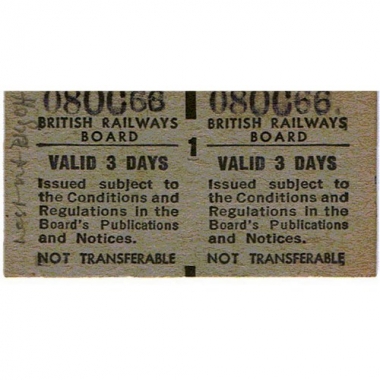 08OC66
BRITISH RAILWAYS
BOARD
VALID 3 DAYS
Issued subject to
the Conditions and
Regulations in the
Board's Publications
and Notices.
NOT TRANSFERABLE
1
08OC66
BRITISH RAILWAYS
BOARD
VALID 3 DAYS
Issued subject to
the Conditions and
Regulations in the
Board's Publications
and Notices.
NOT TRANSFERABLE